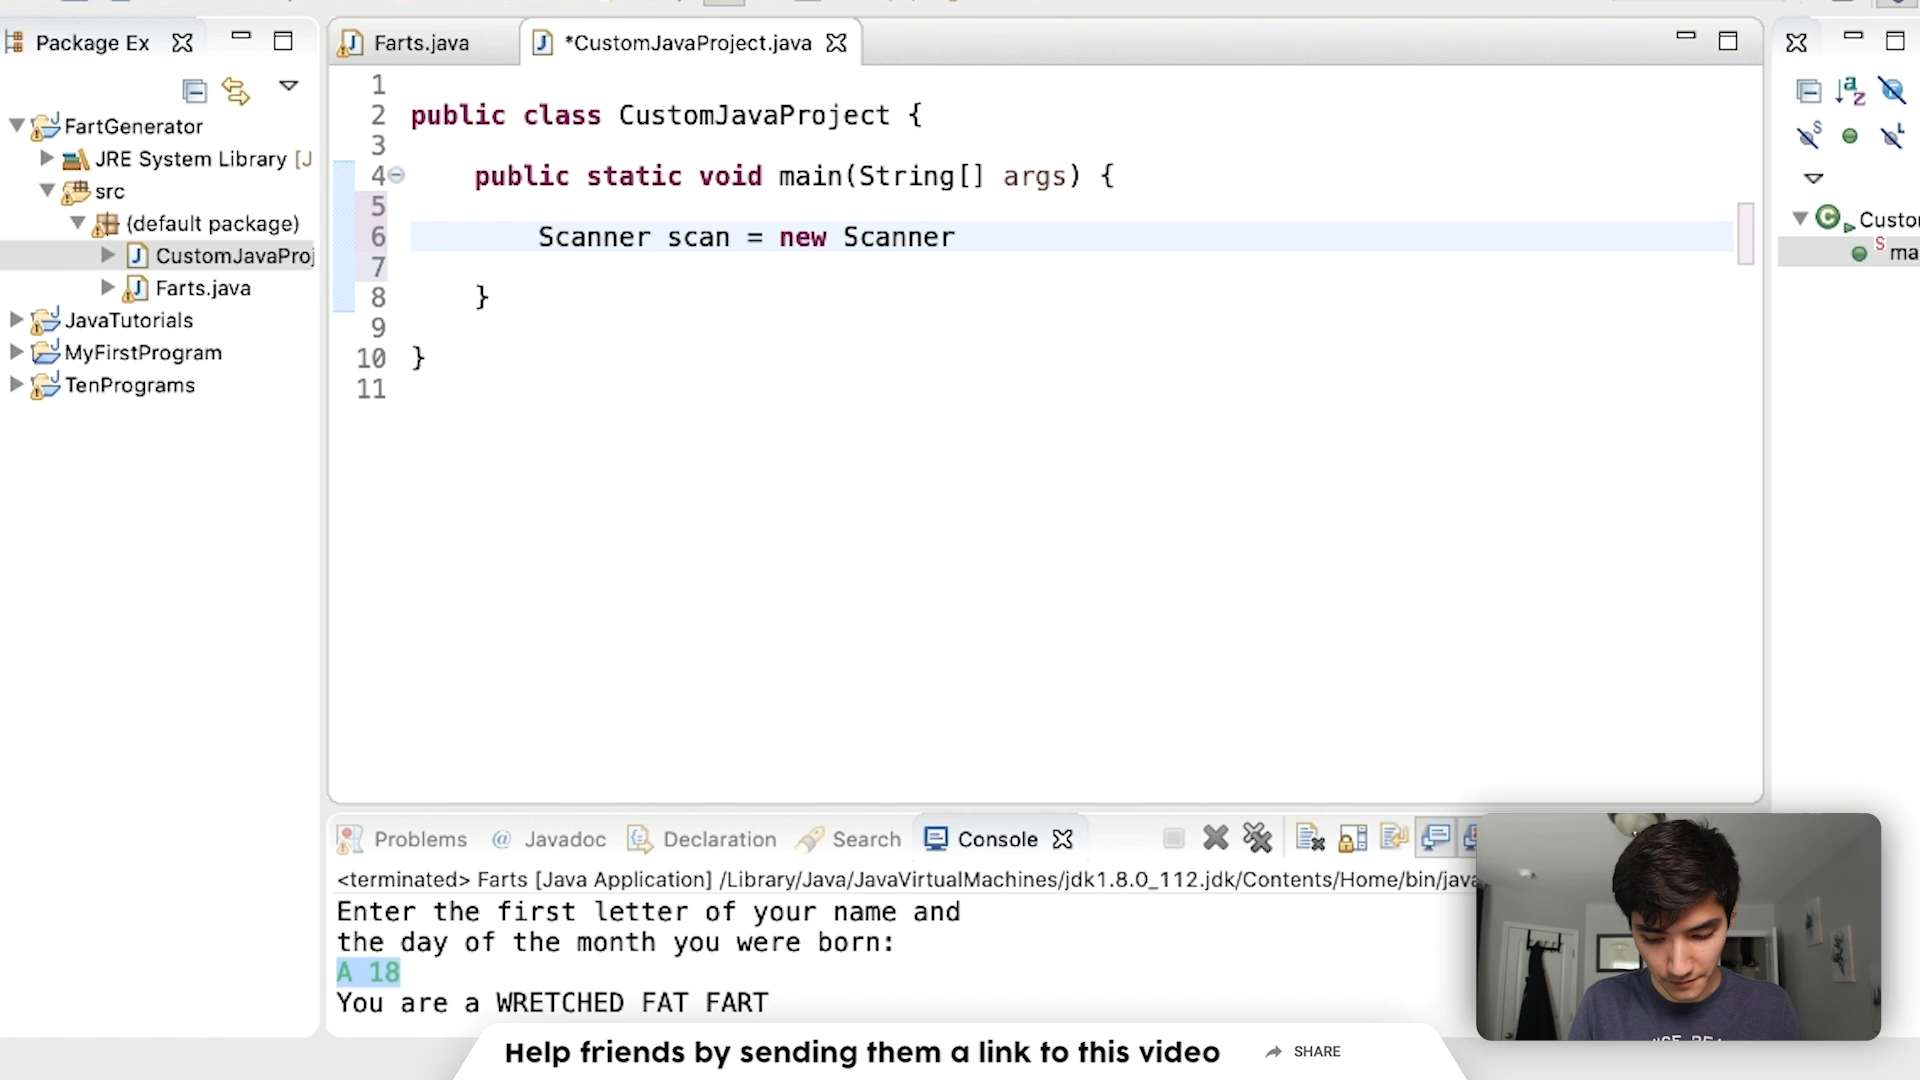 Package Ex
FartGenerator
JRE System Library [J
src
(default package)
CustomJavaProj
Farts.java
JavaTutorials
MyFirstProgram
TenPrograms
Farts.java
*CustomJavaProject.java
1
2 public class CustomJavaProject {
3
4 public static void main(String[] args) {
5
6 Scanner scan = new Scanner
7
8 }
9
10 }
11
Custo
S ma
Problems @ Javadoc Declaration Search Console
<terminated> Farts [Java Application] /Library/Java/JavaVirtualMachines/jdk1.8.0_112.jdk/Contents/Home/bin/java
Enter the first letter of your name and
the day of the month you were born:
A 18
You are a WRETCHED FAT FART
Help friends by sending them a link to this video
SHARE